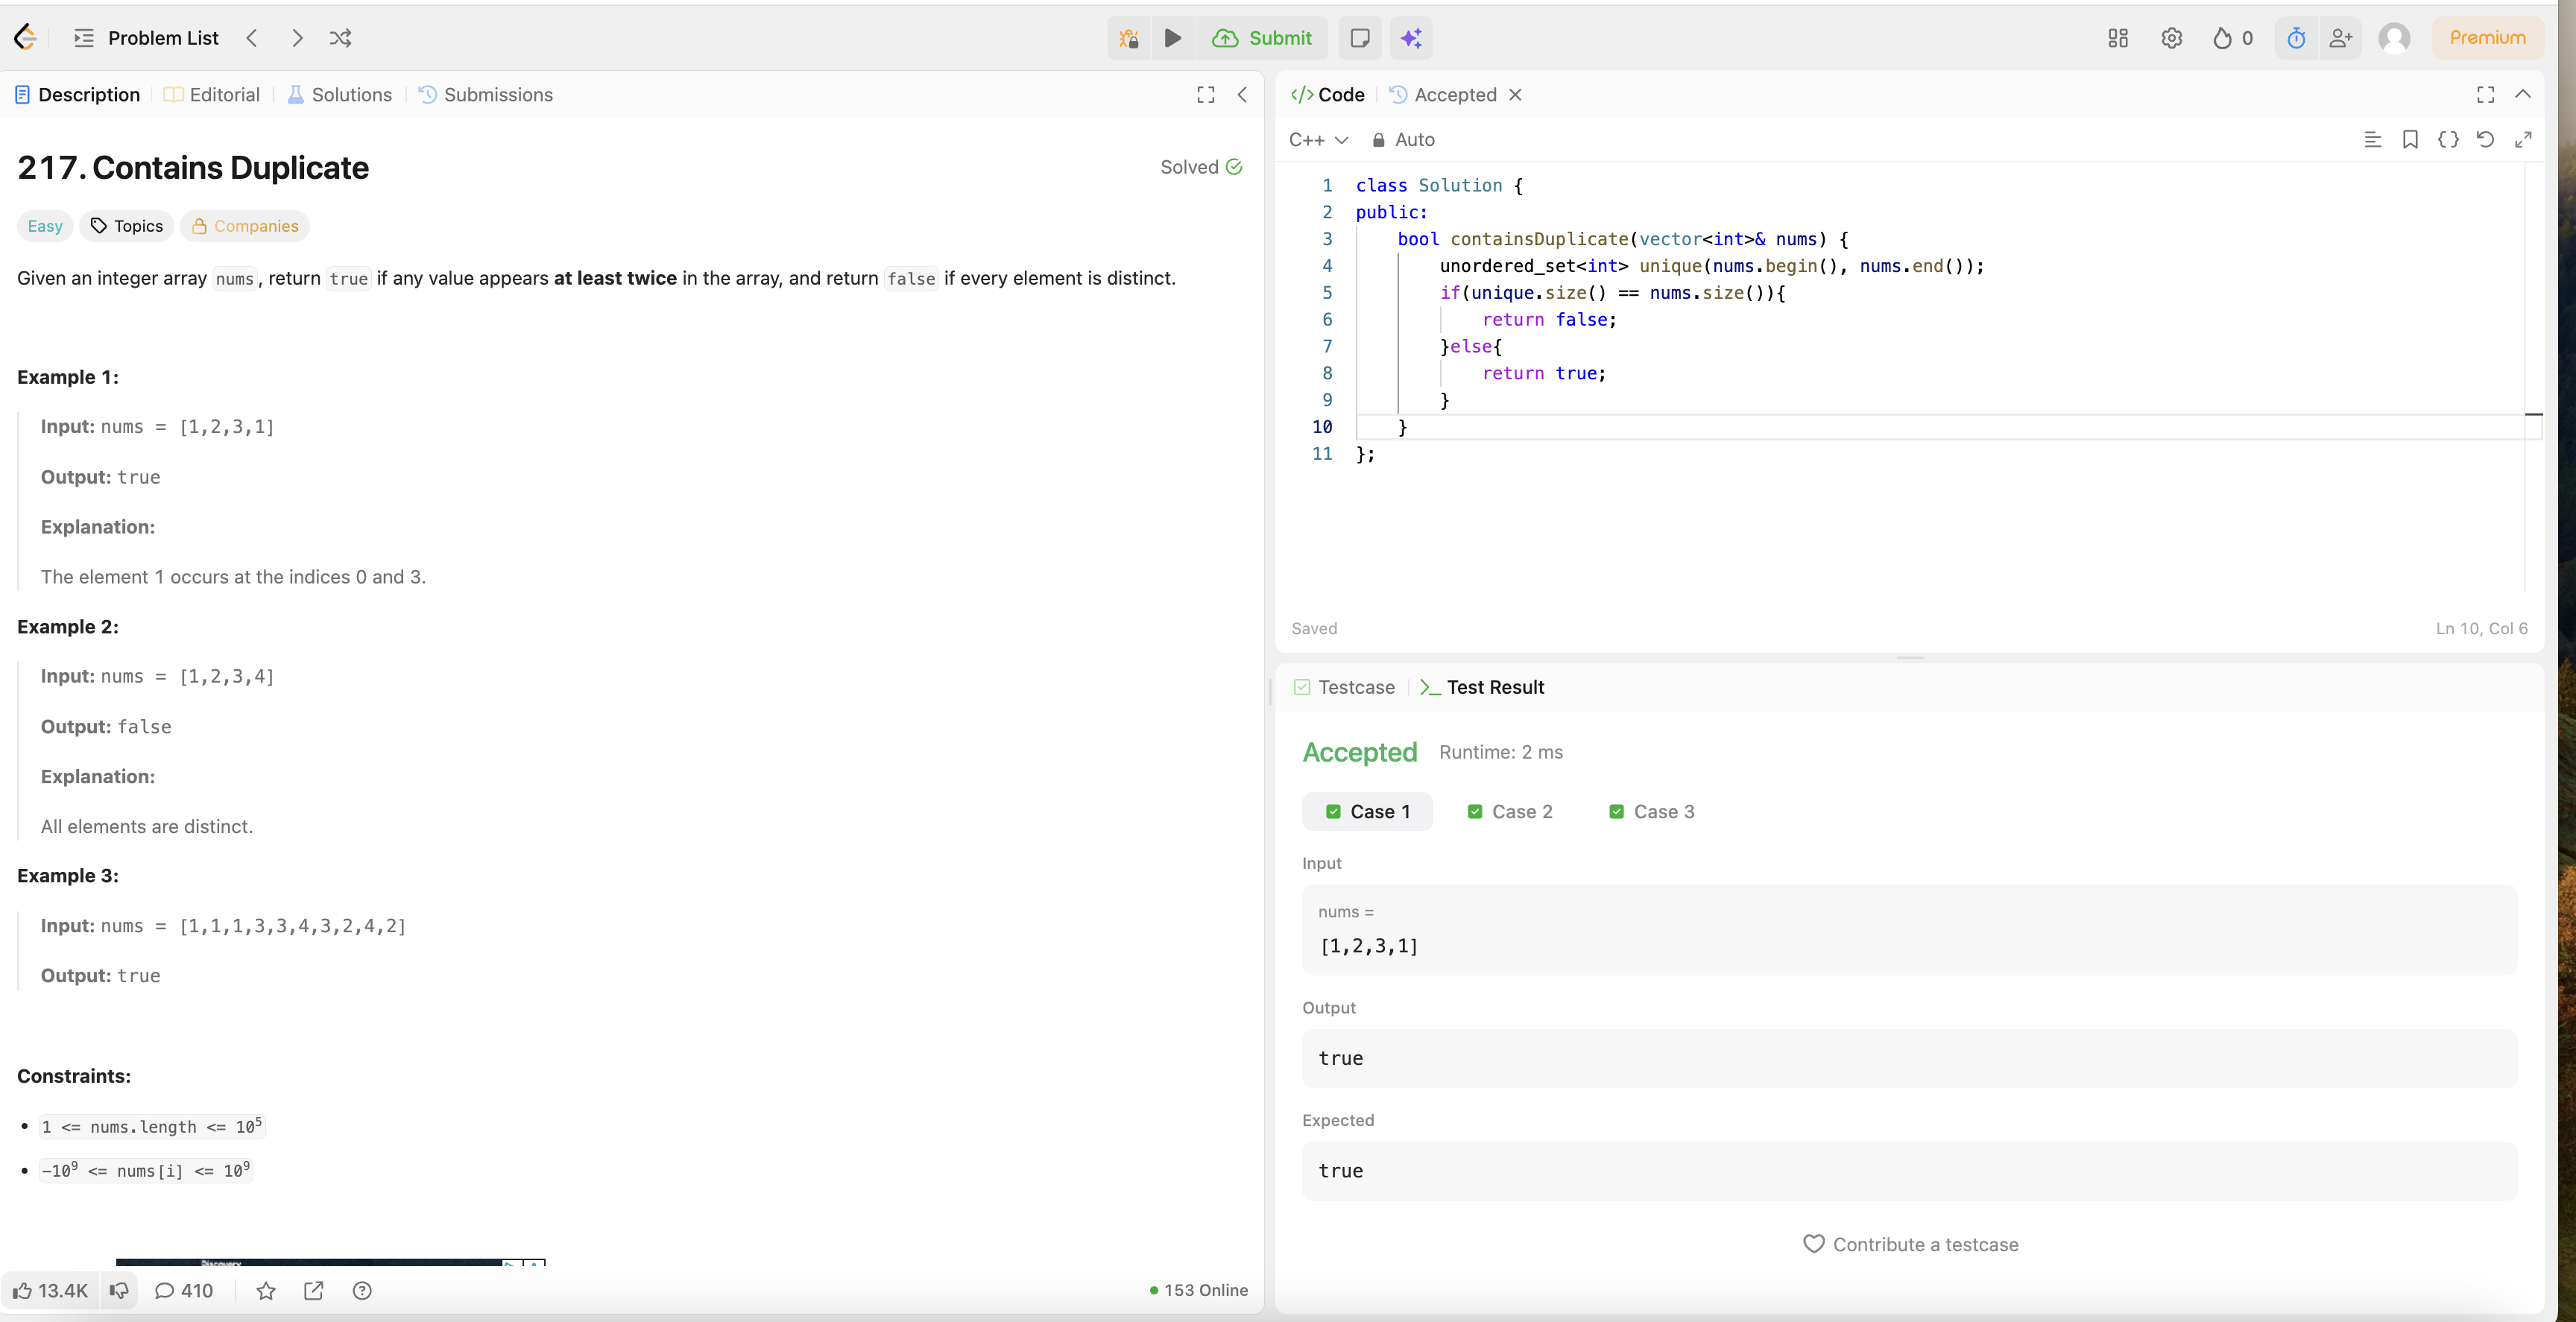 Problem List
Submit
0
Premium
Description
Editorial
Solutions
Submissions
217. Contains Duplicate
Solved
Easy
Topics
Companies
Given an integer array nums, return true if any value appears at least twice in the array, and return false if every element is distinct.
Example 1:
Input: nums = [1,2,3,1]
Output: true
Explanation:
The element 1 occurs at the indices 0 and 3.
Example 2:
Input: nums = [1,2,3,4]
Output: false
Explanation:
All elements are distinct.
Example 3:
Input: nums = [1,1,1,3,3,4,3,2,4,2]
Output: true
Constraints:
• 1 <= nums.length <= 10⁵
• -10⁹ <= nums[i] <= 10⁹
Discovery
13.4K
410
153 Online
</> Code
Accepted
C++
Auto
1 class Solution {
2 public:
3     bool containsDuplicate(vector<int>& nums) {
4         unordered_set<int> unique(nums.begin(), nums.end());
5         if(unique.size() == nums.size()){
6             return false;
7         }else{
8             return true;
9         }
10     }
11 };
Saved
Ln 10, Col 6
Testcase
>_ Test Result
Accepted
Runtime: 2 ms
Case 1
Case 2
Case 3
Input
nums =
[1,2,3,1]
Output
true
Expected
true
Contribute a testcase